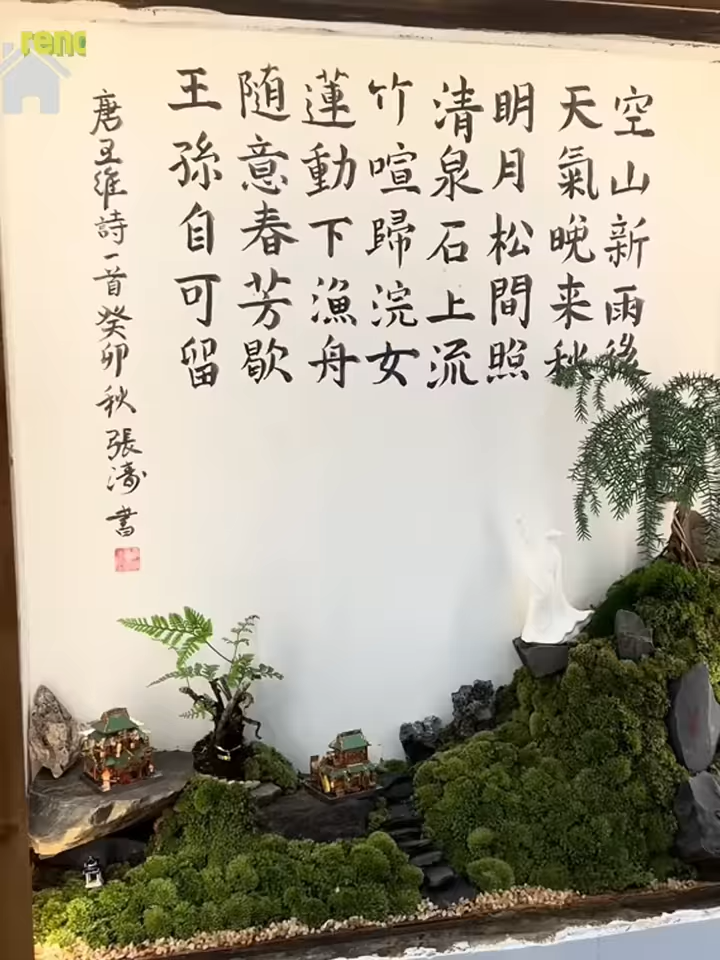 空山新雨後
天氣晚来秋
明月松間照
清泉石上流
竹喧歸浣女
蓮動下漁舟
随意春芳歇
王孫自可留
唐王維詩一首癸卯秋張濤書
reno